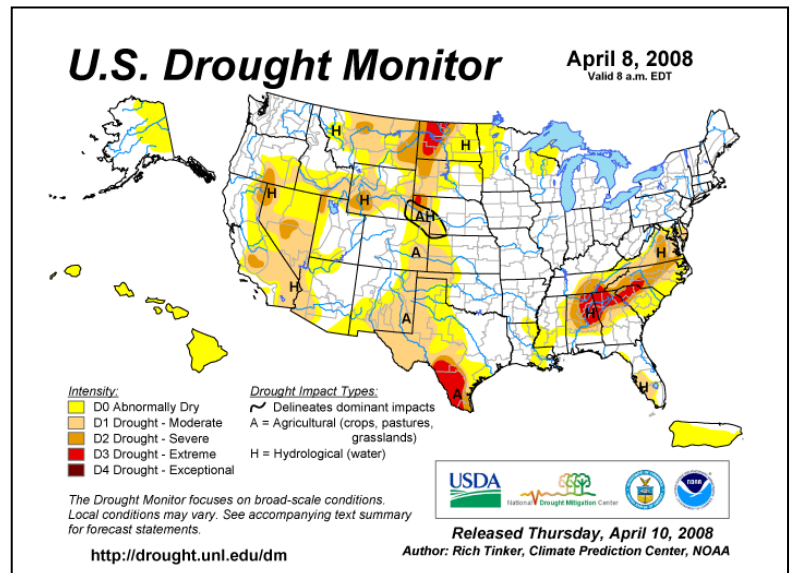 U.S. Drought Monitor
April 8, 2008
Valid 8 a.m. EDT
H
H
H
H
AH
A
H
A
A
H
H
H
Intensity:
D0 Abnormally Dry
D1 Drought - Moderate
D2 Drought - Severe
D3 Drought - Extreme
D4 Drought - Exceptional
Drought Impact Types:
Delineates dominant impacts
A = Agricultural (crops, pastures,
grasslands)
H = Hydrological (water)
The Drought Monitor focuses on broad-scale conditions.
Local conditions may vary. See accompanying text summary
for forecast statements.
http://drought.unl.edu/dm
USDA
National Drought Mitigation Center
NOAA
Released Thursday, April 10, 2008
Author: Rich Tinker, Climate Prediction Center, NOAA